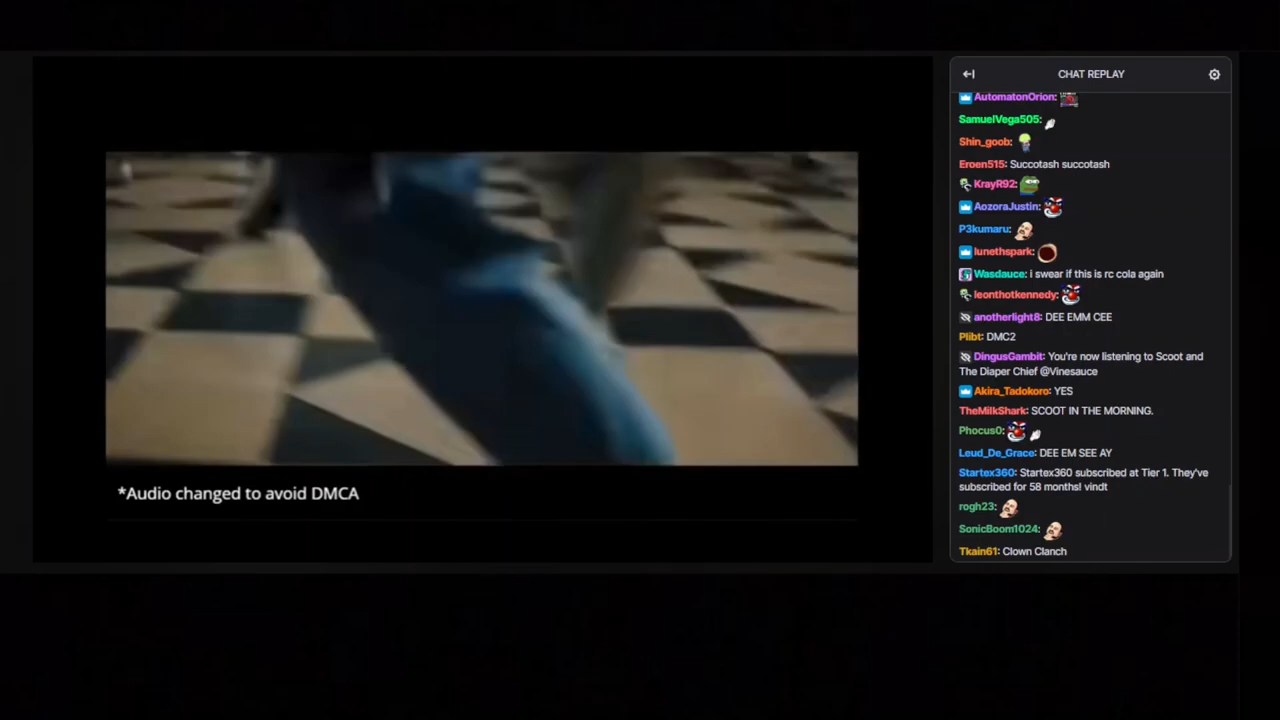 CHAT REPLAY
AutomatonOrion:
SamuelVega505:
Shin_goob:
Eroen515: Succotash succotash
KrayR92:
AozoraJustin:
P3kumaru:
lunethspark:
Wasdauce: i swear if this is rc cola again
leonthotkennedy:
anotherlight8: DEE EMM CEE
Plibt: DMC2
DingusGambit: You're now listening to Scoot and
The Diaper Chief @Vinesauce
Akira_Tadokoro: YES
TheMilkShark: SCOOT IN THE MORNING.
Phocus0:
Leud_De_Grace: DEE EM SEE AY
Startex360: Startex360 subscribed at Tier 1. They've
subscribed for 58 months! vindt
rogh23:
SonicBoom1024:
Tkain61: Clown Clanch
*Audio changed to avoid DMCA